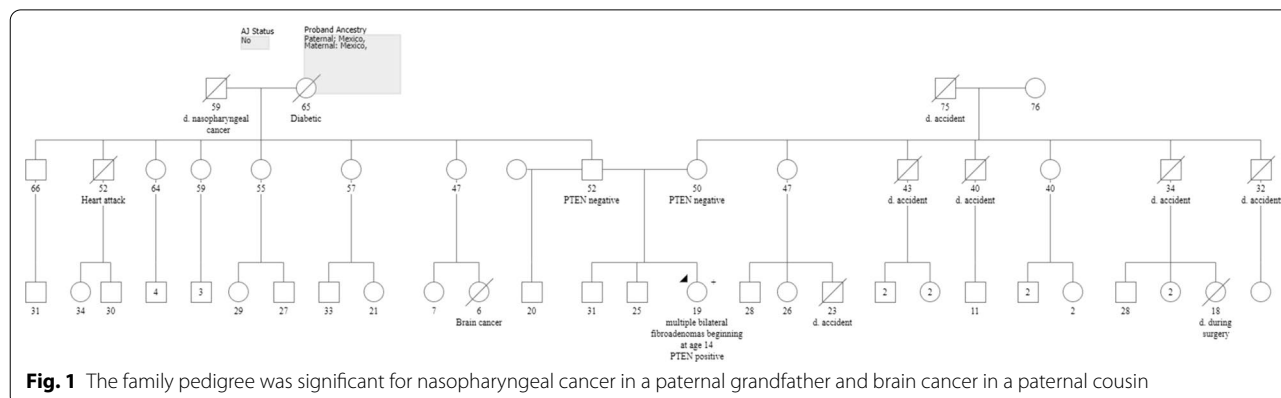 AJ Status
No
Proband Ancestry
Paternal; Mexico,
Maternal: Mexico,
59
d. nasopharyngeal
cancer
65
Diabetic
75
d. accident
76
66
52
Heart attack
64
59
55
57
47
52
PTEN negative
50
PTEN negative
47
43
d. accident
40
d. accident
40
34
d. accident
32
d. accident
31
34
30
4
3
29
27
33
21
7
6
Brain cancer
20
31
25
+
19
multiple bilateral
fibroadenomas beginning
at age 14
PTEN positive
28
26
23
d. accident
2
2
11
2
2
28
2
18
d. during
surgery
Fig. 1 The family pedigree was significant for nasopharyngeal cancer in a paternal grandfather and brain cancer in a paternal cousin